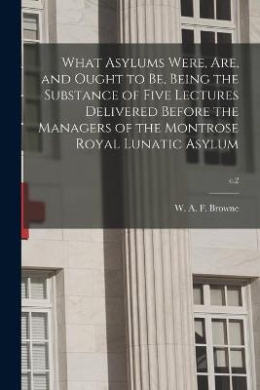 What Asylums Were, Are,
and Ought to Be, Being the
Substance of Five Lectures
Delivered Before the
Managers of the Montrose
Royal Lunatic Asylum
c.2
W. A. F. Browne